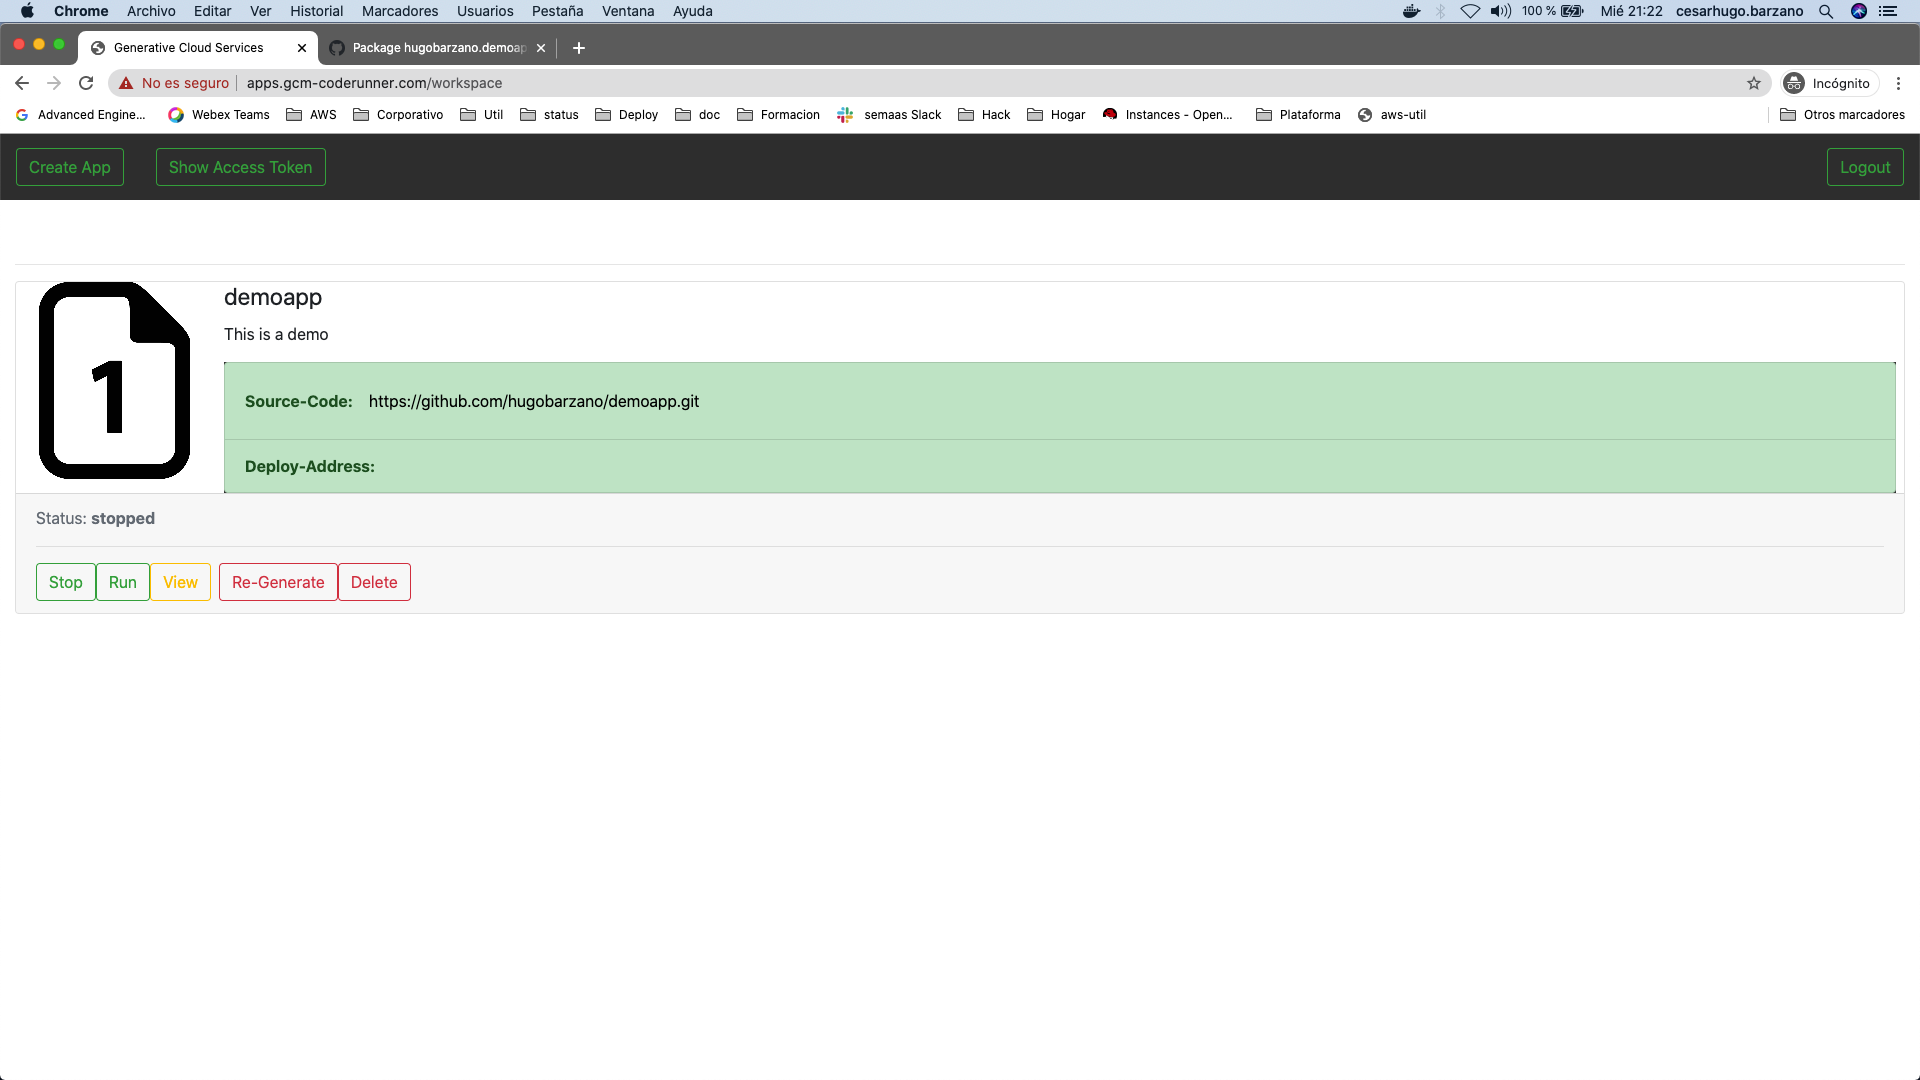 Chrome Archivo Editar Ver Historial Marcadores Usuarios Pestaña Ventana Ayuda 100 % Mié 21:22 cesarhugo.barzano
Generative Cloud Services Package hugobarzano.demoap
No es seguro apps.gcm-coderunner.com/workspace Incógnito
Advanced Engine... Webex Teams AWS Corporativo Util status Deploy doc Formacion semaas Slack Hack Hogar Instances - Open... Plataforma aws-util Otros marcadores
Create App Show Access Token Logout
1
demoapp
This is a demo
Source-Code: https://github.com/hugobarzano/demoapp.git
Deploy-Address:
Status: stopped
Stop Run View Re-Generate Delete